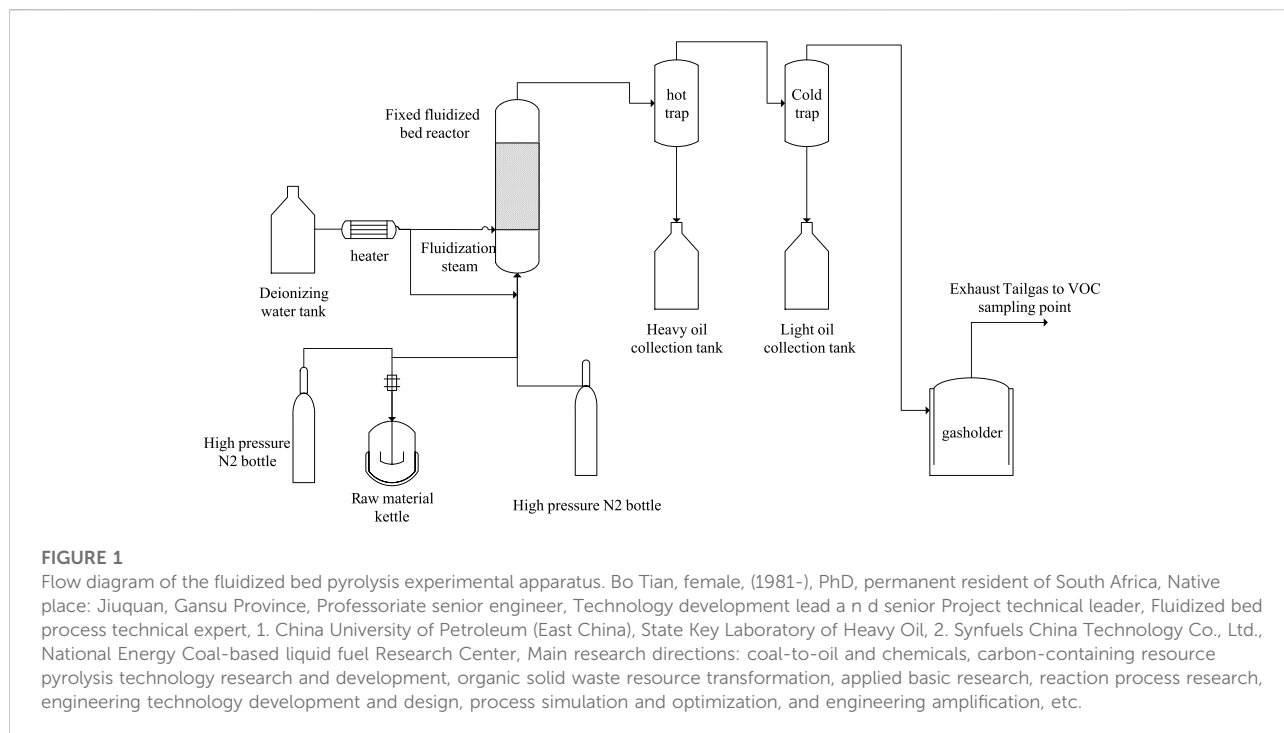 Fixed fluidized
bed reactor
hot
trap
Cold
trap
Fluidization
steam
heater
Deionizing
water tank
Heavy oil
collection tank
Light oil
collection tank
Exhaust Tailgas to VOC
sampling point
gasholder
High pressure
N2 bottle
Raw material
kettle
High pressure N2 bottle
FIGURE 1
Flow diagram of the fluidized bed pyrolysis experimental apparatus. Bo Tian, female, (1981-), PhD, permanent resident of South Africa, Native
place: Jiuquan, Gansu Province, Professoriate senior engineer, Technology development lead a n d senior Project technical leader, Fluidized bed
process technical expert, 1. China University of Petroleum (East China), State Key Laboratory of Heavy Oil, 2. Synfuels China Technology Co., Ltd.,
National Energy Coal-based liquid fuel Research Center, Main research directions: coal-to-oil and chemicals, carbon-containing resource
pyrolysis technology research and development, organic solid waste resource transformation, applied basic research, reaction process research,
engineering technology development and design, process simulation and optimization, and engineering amplification, etc.